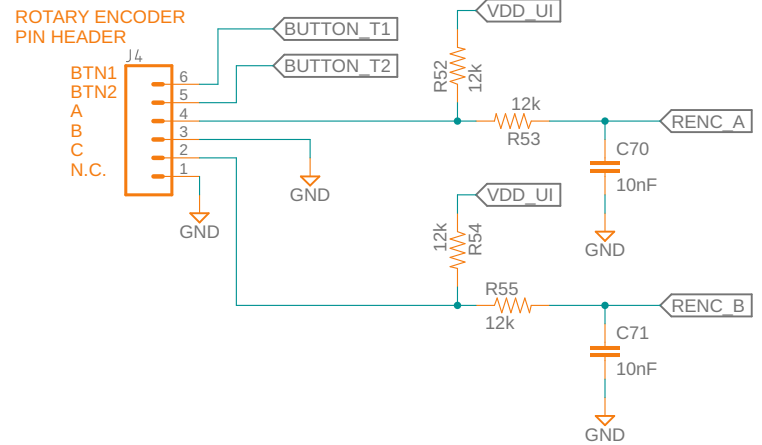 ROTARY ENCODER
PIN HEADER
J4
BTN1
BTN2
A
B
C
N.C.
6
5
4
3
2
1
BUTTON_T1
BUTTON_T2
GND
GND
VDD_UI
R52
12k
12k
R53
RENC_A
C70
10nF
GND
VDD_UI
12k
R54
R55
12k
RENC_B
C71
10nF
GND